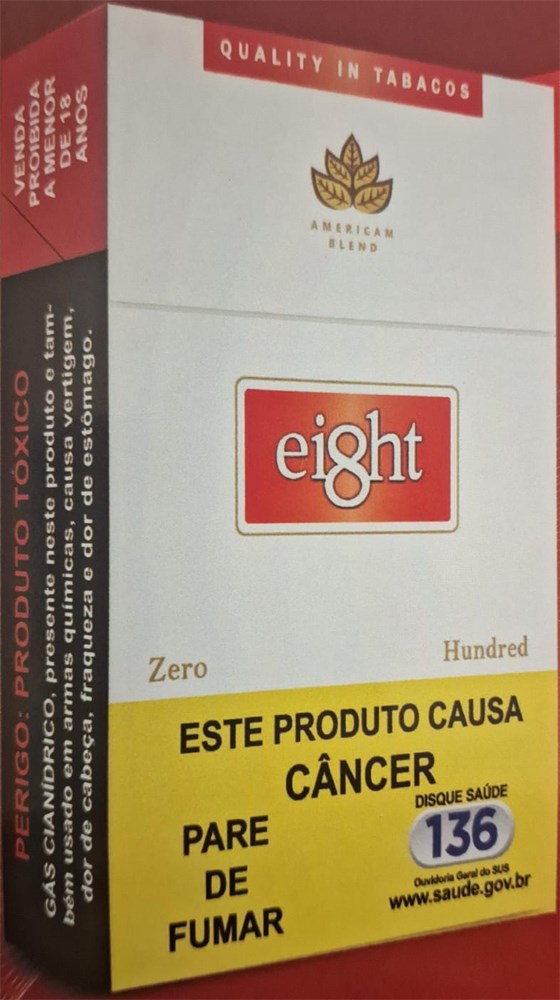 QUALITY IN TABACOS
AMERICAM
BLEND
ei8ht
Zero
Hundred
ESTE PRODUTO CAUSA
CÂNCER
PARE
DE
FUMAR
DISQUE SAÚDE
136
Ouvidoria Geral do SUS
www.saude.gov.br
VENDA
PROIBIDA
A MENOR
DE 18
ANOS
PERIGO: PRODUTO TÓXICO
GÁS CIANÍDRICO, presente neste produto e tam-
bém usado em armas químicas, causa vertigem,
dor de cabeça, fraqueza e dor de estômago.